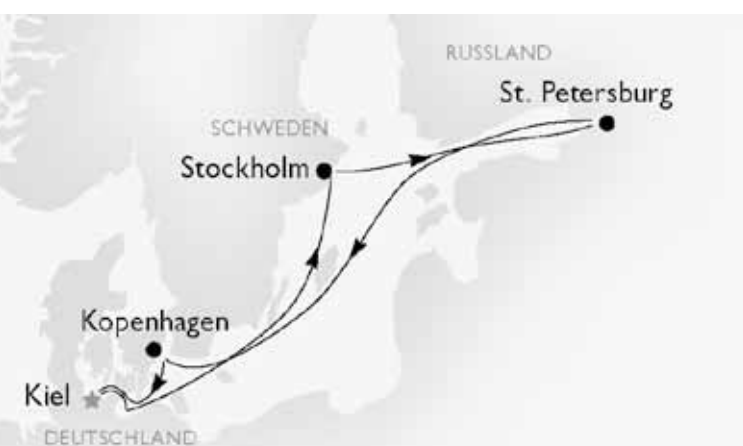 RUSSLAND
St. Petersburg
SCHWEDEN
Stockholm
Kopenhagen
Kiel
DEUTSCHLAND